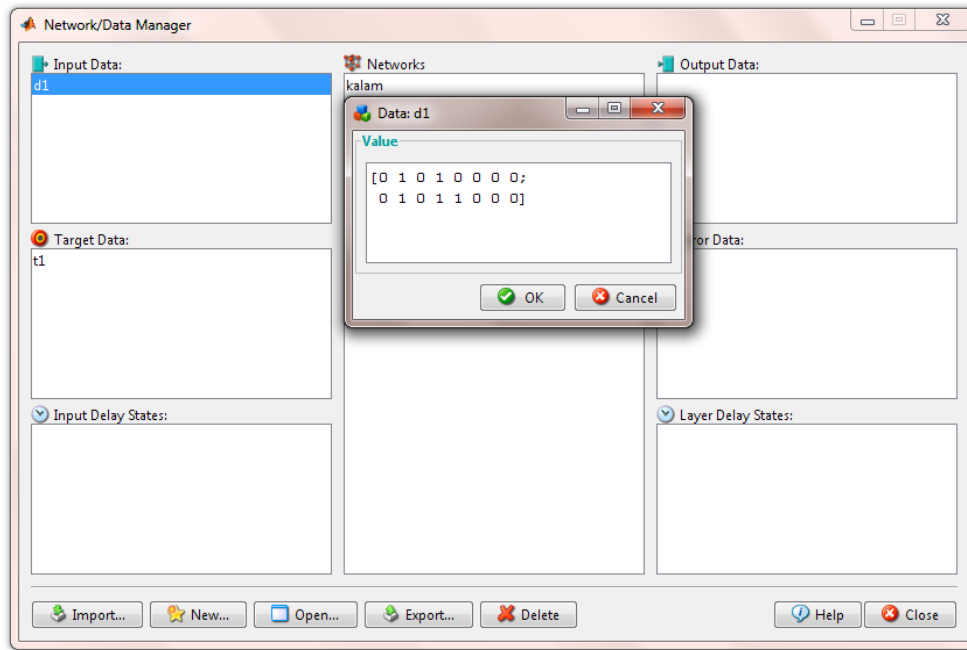 Network/Data Manager
Input Data:
d1
Networks
kalam
Output Data:
Data: d1
Value
[0 1 0 1 0 0 0 0;
0 1 0 1 1 0 0 0]
OK
Cancel
Target Data:
t1
ror Data:
Input Delay States:
Layer Delay States:
Import...
New...
Open...
Export...
Delete
Help
Close